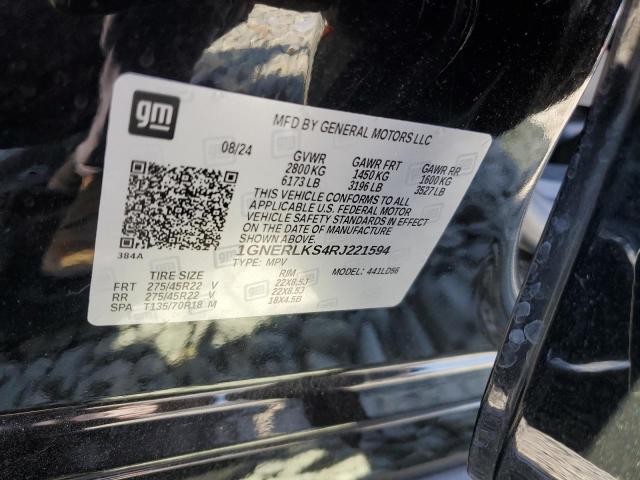 gm
MFD BY GENERAL MOTORS LLC
08/24 GVWR GAWR FRT GAWR RR
2800 KG 1450 KG 1600 KG
6173 LB 3196 LB 3527 LB
THIS VEHICLE CONFORMS TO ALL
APPLICABLE U.S. FEDERAL MOTOR
VEHICLE SAFETY STANDARDS IN EFFECT
ON THE DATE OF MANUFACTURE
SHOWN ABOVE.
384A
1GNERLKS4RJ221594
TYPE: MPV MODEL: 441LD56
TIRE SIZE RIM
FRT 275/45R22 V 22X8.5J
RR 275/45R22 V 22X8.5J
SPA T135/70R18 M 18X4.5B